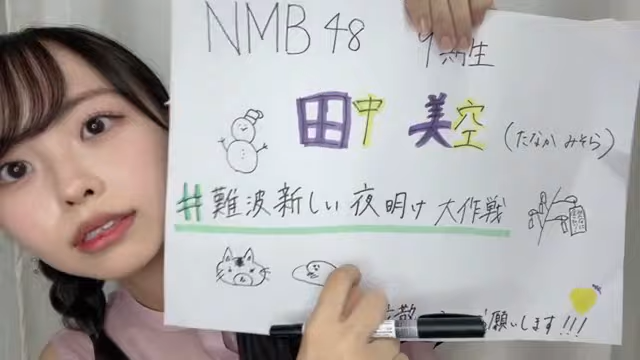 NMB48 9期生
田中 美空 (たなか みそら)
#難波新しい夜明け大作戦
散 願いします!!!